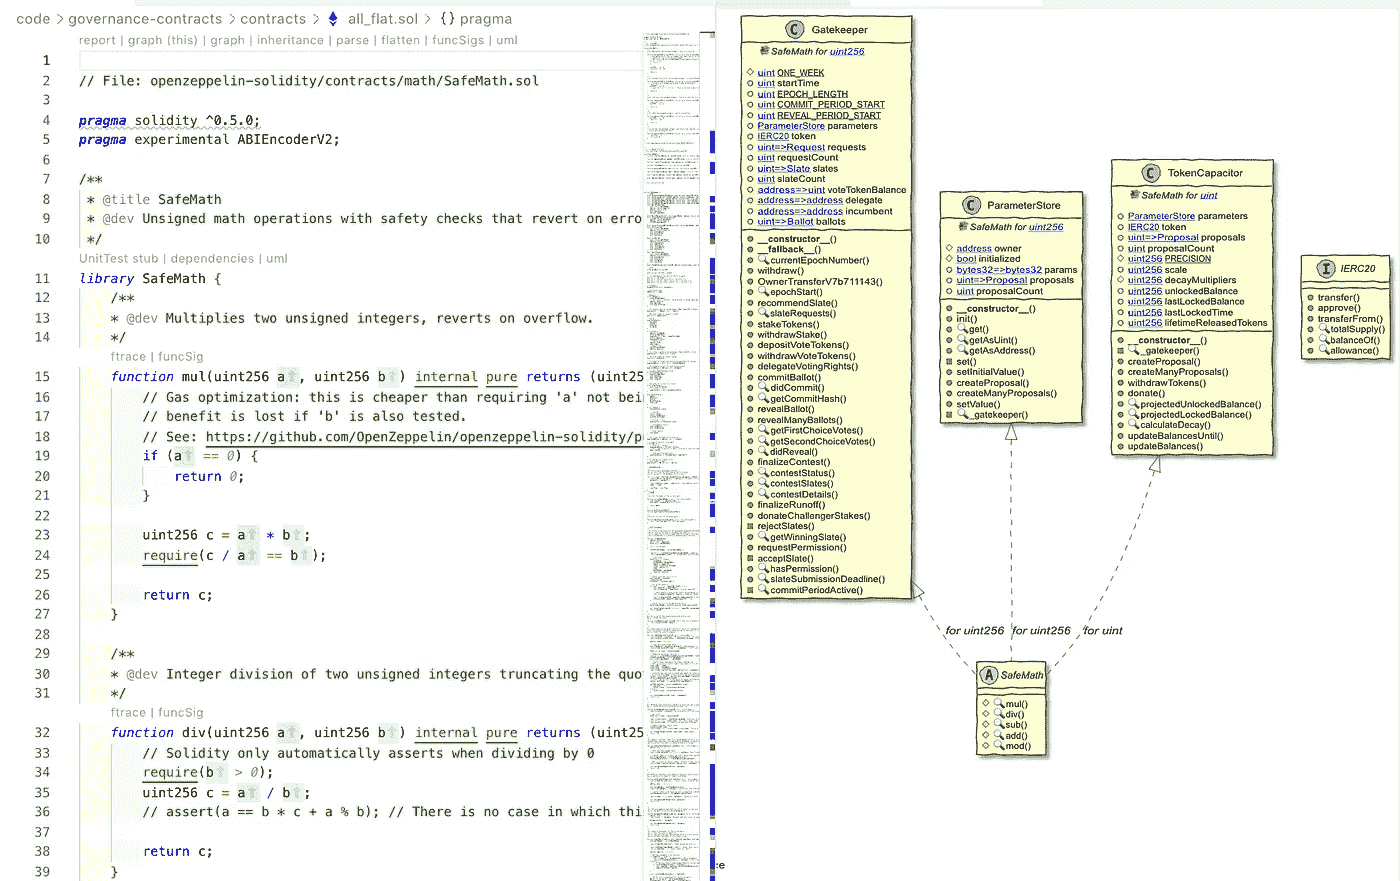 code > governance-contracts > contracts > all_flat.sol > {} pragma
report | graph (this) | graph | inheritance | parse | flatten | funcSigs | uml
1
2 // File: openzeppelin-solidity/contracts/math/SafeMath.sol
3
4 pragma solidity ^0.5.0;
5 pragma experimental ABIEncoderV2;
6
7 /**
8 * @title SafeMath
9 * @dev Unsigned math operations with safety checks that revert on erro
10 */
UnitTest stub | dependencies | uml
11 library SafeMath {
12 /**
13 * @dev Multiplies two unsigned integers, reverts on overflow.
14 */
ftrace | funcSig
15 function mul(uint256 a⇧, uint256 b⇧) internal pure returns (uint25
16 // Gas optimization: this is cheaper than requiring 'a' not bei
17 // benefit is lost if 'b' is also tested.
18 // See: https://github.com/OpenZeppelin/openzeppelin-solidity/p
19 if (a⇧ == 0) {
20 return 0;
21 }
22
23 uint256 c = a⇧ * b⇧;
24 require(c / a⇧ == b⇧);
25
26 return c;
27 }
28
29 /**
30 * @dev Integer division of two unsigned integers truncating the quo
31 */
ftrace | funcSig
32 function div(uint256 a⇧, uint256 b⇧) internal pure returns (uint25
33 // Solidity only automatically asserts when dividing by 0
34 require(b⇧ > 0);
35 uint256 c = a⇧ / b⇧;
36 // assert(a == b * c + a % b); // There is no case in which thi
37
38 return c;
39 }
C Gatekeeper
SafeMath for uint256
uint ONE_WEEK
uint startTime
uint EPOCH_LENGTH
uint COMMIT_PERIOD_START
uint REVEAL_PERIOD_START
ParameterStore parameters
IERC20 token
uint=>Request requests
uint requestCount
uint=>Slate slates
uint slateCount
address=>uint voteTokenBalance
address=>address delegate
address=>address incumbent
uint=>Ballot ballots
__constructor__()
__fallback__()
currentEpochNumber()
withdraw()
OwnerTransferV7b711143()
epochStart()
recommendSlate()
slateRequests()
stakeTokens()
withdrawStake()
depositVoteTokens()
withdrawVoteTokens()
delegateVotingRights()
commitBallot()
didCommit()
getCommitHash()
revealBallot()
revealManyBallots()
getFirstChoiceVotes()
getSecondChoiceVotes()
didReveal()
finalizeContest()
contestStatus()
contestSlates()
contestDetails()
finalizeRunoff()
donateChallengerStakes()
rejectSlates()
getWinningSlate()
requestPermission()
acceptSlate()
hasPermission()
slateSubmissionDeadline()
commitPeriodActive()
C ParameterStore
SafeMath for uint256
address owner
bool initialized
bytes32=>bytes32 params
uint=>Proposal proposals
uint proposalCount
__constructor__()
init()
get()
getAsUint()
getAsAddress()
set()
setInitialValue()
createProposal()
createManyProposals()
setValue()
_gatekeeper()
C TokenCapacitor
SafeMath for uint
ParameterStore parameters
IERC20 token
uint=>Proposal proposals
uint proposalCount
uint256 PRECISION
uint256 scale
uint256 decayMultipliers
uint256 unlockedBalance
uint256 lastLockedBalance
uint256 lastLockedTime
uint256 lifetimeReleasedTokens
__constructor__()
_gatekeeper()
createProposal()
createManyProposals()
withdrawTokens()
donate()
projectedUnlockedBalance()
projectedLockedBalance()
calculateDecay()
updateBalancesUntil()
updateBalances()
I IERC20
transfer()
approve()
transferFrom()
totalSupply()
balanceOf()
allowance()
for uint256 for uint256 for uint
A SafeMath
mul()
div()
sub()
add()
mod()